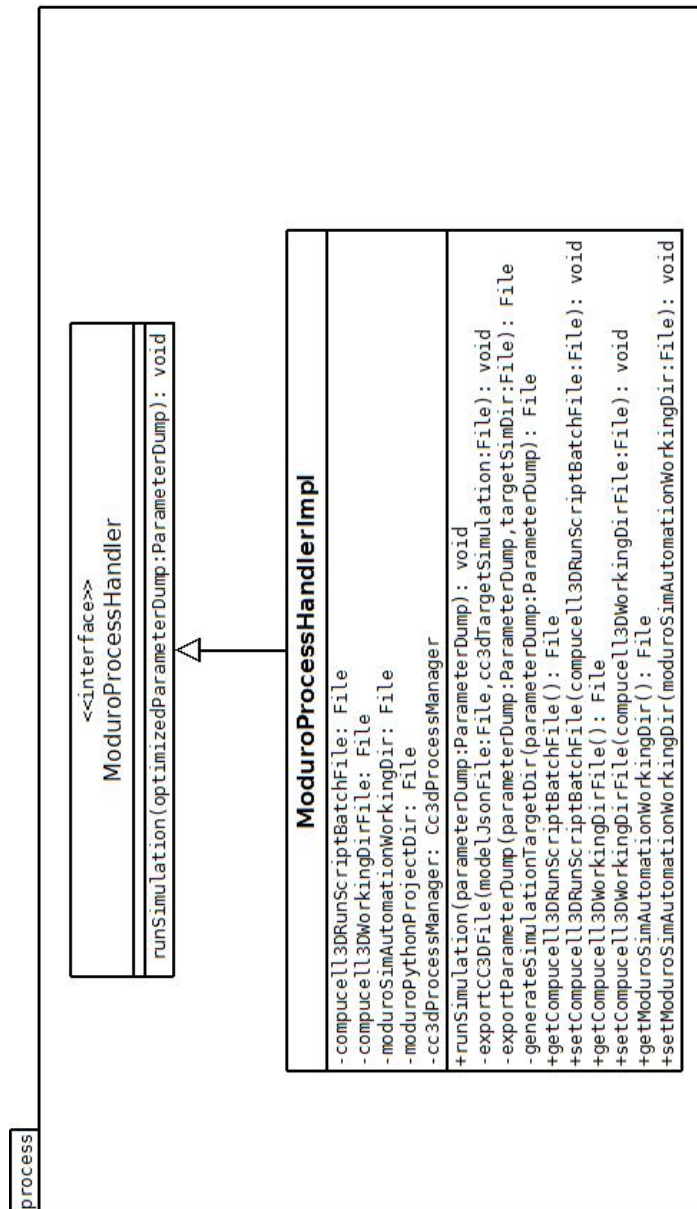 process
<<interface>>
ModuroProcessHandler
runSimulation(optimizedParameterDump:ParameterDump): void
ModuroProcessHandlerImpl
-compucell3DRunScriptBatchFile: File
-compucell3DWorkingDirFile: File
-moduroSimAutomationWorkingDir: File
-moduroPythonProjectDir: File
-cc3dProcessManager: Cc3dProcessManager
+runSimulation(parameterDump:ParameterDump): void
-exportCC3DFile(modelJsonFile:File,cc3dTargetSimulation:File): void
-exportParameterDump(parameterDump:ParameterDump,targetSimDir:File): File
-generateSimulationTargetDir(parameterDump:ParameterDump): File
+getCompucell3DRunScriptBatchFile(): File
+setCompucell3DRunScriptBatchFile(compucell3DRunScriptBatchFile:File): void
+getCompucell3DWorkingDirFile(): File
+setCompucell3DWorkingDirFile(compucell3DWorkingDirFile:File): void
+getModuroSimAutomationWorkingDir(): File
+setModuroSimAutomationWorkingDir(moduroSimAutomationWorkingDir:File): void